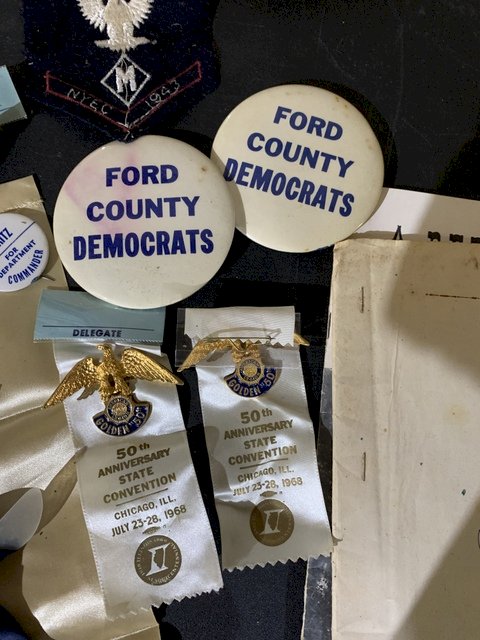 M
NYEC 1943
FORD
COUNTY
DEMOCRATS
FORD
COUNTY
DEMOCRATS
FOR
DEPARTMENT
COMMANDER
DELEGATE
GOLDEN "50"
50th
ANNIVERSARY
STATE
CONVENTION
CHICAGO, ILL.
JULY 23-28, 1968
GOLDEN "50"
50th
ANNIVERSARY
STATE
CONVENTION
CHICAGO, ILL.
JULY 23-28, 1968